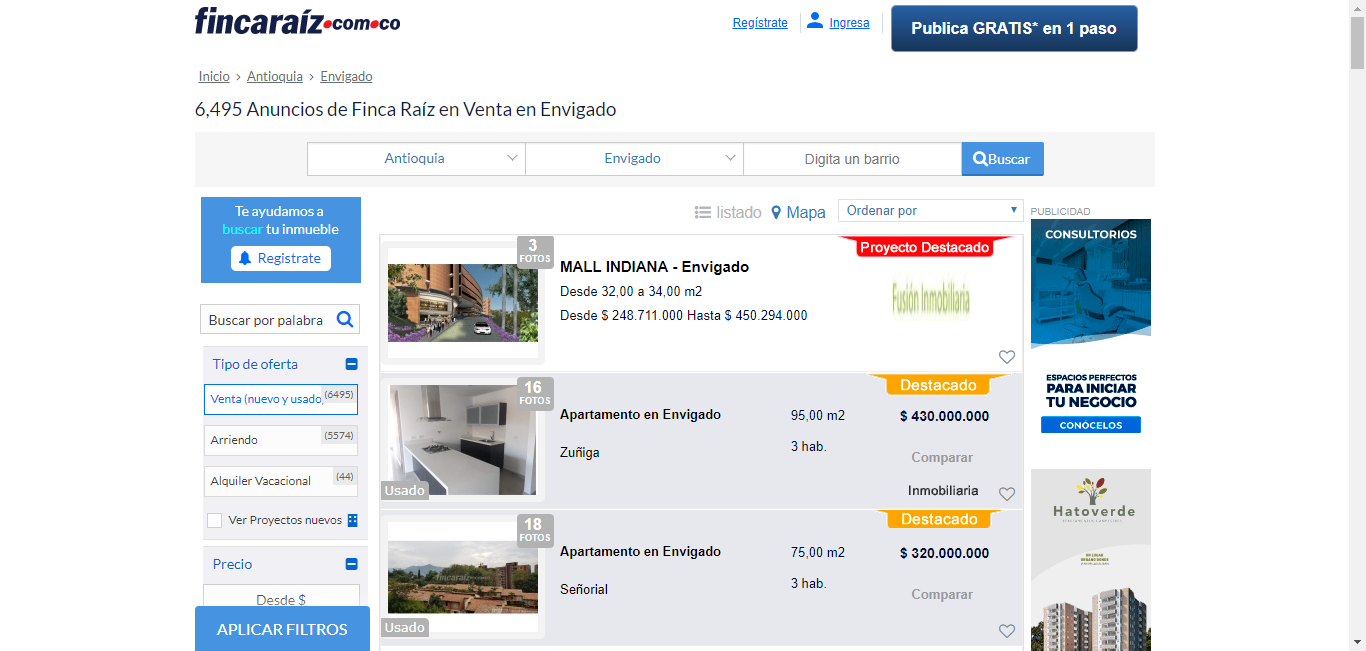 fincaraíz.com.co
Regístrate
Ingresa
Publica GRATIS* en 1 paso
Inicio › Antioquia › Envigado
6,495 Anuncios de Finca Raíz en Venta en Envigado
Antioquia
Envigado
Digita un barrio
Buscar
Te ayudamos a
buscar tu inmueble
Registrate
listado
Mapa
Ordenar por
PUBLICIDAD
Buscar por palabra
Tipo de oferta
Venta (nuevo y usado) (6495)
Arriendo (5574)
Alquiler Vacacional (44)
Ver Proyectos nuevos
Precio
Desde $
APLICAR FILTROS
3
FOTOS
Proyecto Destacado
MALL INDIANA - Envigado
Desde 32,00 a 34,00 m2
Desde $ 248.711.000 Hasta $ 450.294.000
Fusión Inmobiliaria
16
FOTOS
Destacado
Apartamento en Envigado
95,00 m2
$ 430.000.000
Zuñiga
3 hab.
Comparar
Inmobiliaria
Usado
18
FOTOS
Destacado
Apartamento en Envigado
75,00 m2
$ 320.000.000
fincaraíz.com.co
Señorial
3 hab.
Comparar
Usado
CONSULTORIOS
ESPACIOS PERFECTOS
PARA INICIAR
TU NEGOCIO
CONÓCELOS
Hatoverde